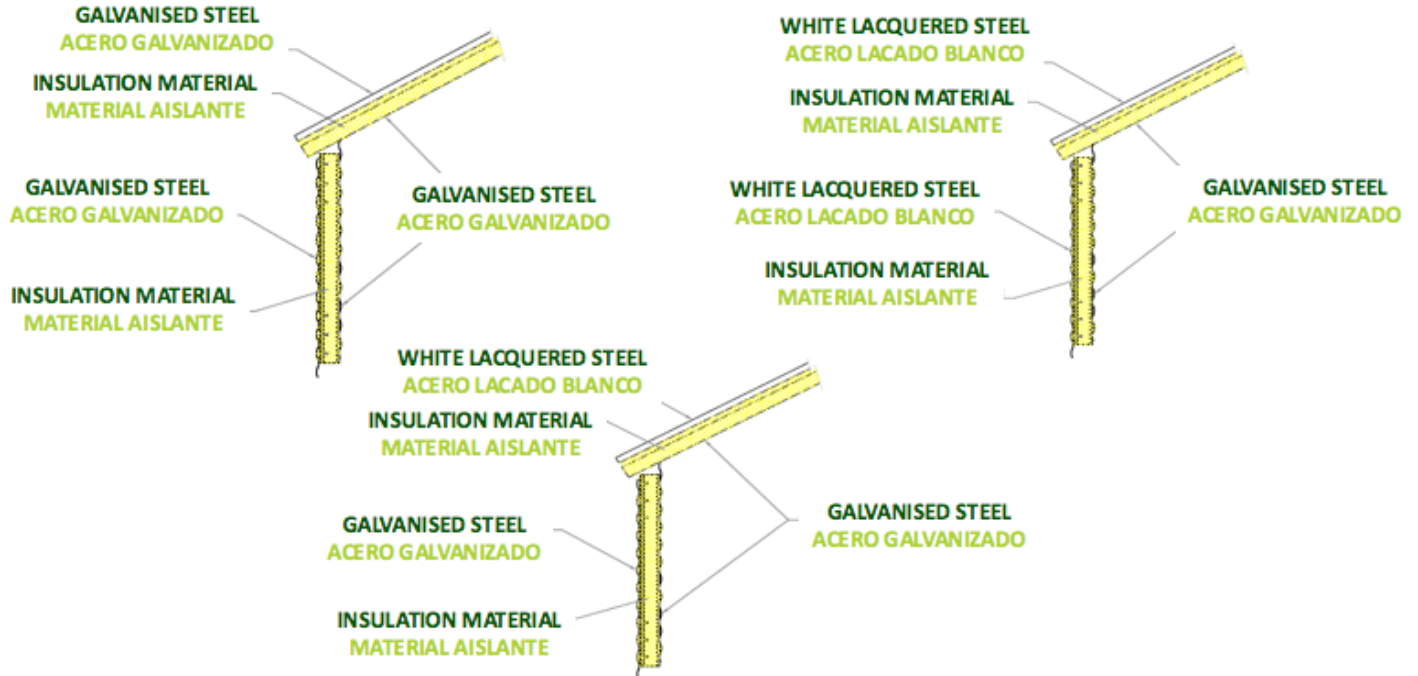 GALVANISED STEEL
ACERO GALVANIZADO
INSULATION MATERIAL
MATERIAL AISLANTE
GALVANISED STEEL
ACERO GALVANIZADO
GALVANISED STEEL
ACERO GALVANIZADO
INSULATION MATERIAL
MATERIAL AISLANTE
WHITE LACQUERED STEEL
ACERO LACADO BLANCO
INSULATION MATERIAL
MATERIAL AISLANTE
WHITE LACQUERED STEEL
ACERO LACADO BLANCO
GALVANISED STEEL
ACERO GALVANIZADO
INSULATION MATERIAL
MATERIAL AISLANTE
WHITE LACQUERED STEEL
ACERO LACADO BLANCO
INSULATION MATERIAL
MATERIAL AISLANTE
GALVANISED STEEL
ACERO GALVANIZADO
GALVANISED STEEL
ACERO GALVANIZADO
INSULATION MATERIAL
MATERIAL AISLANTE